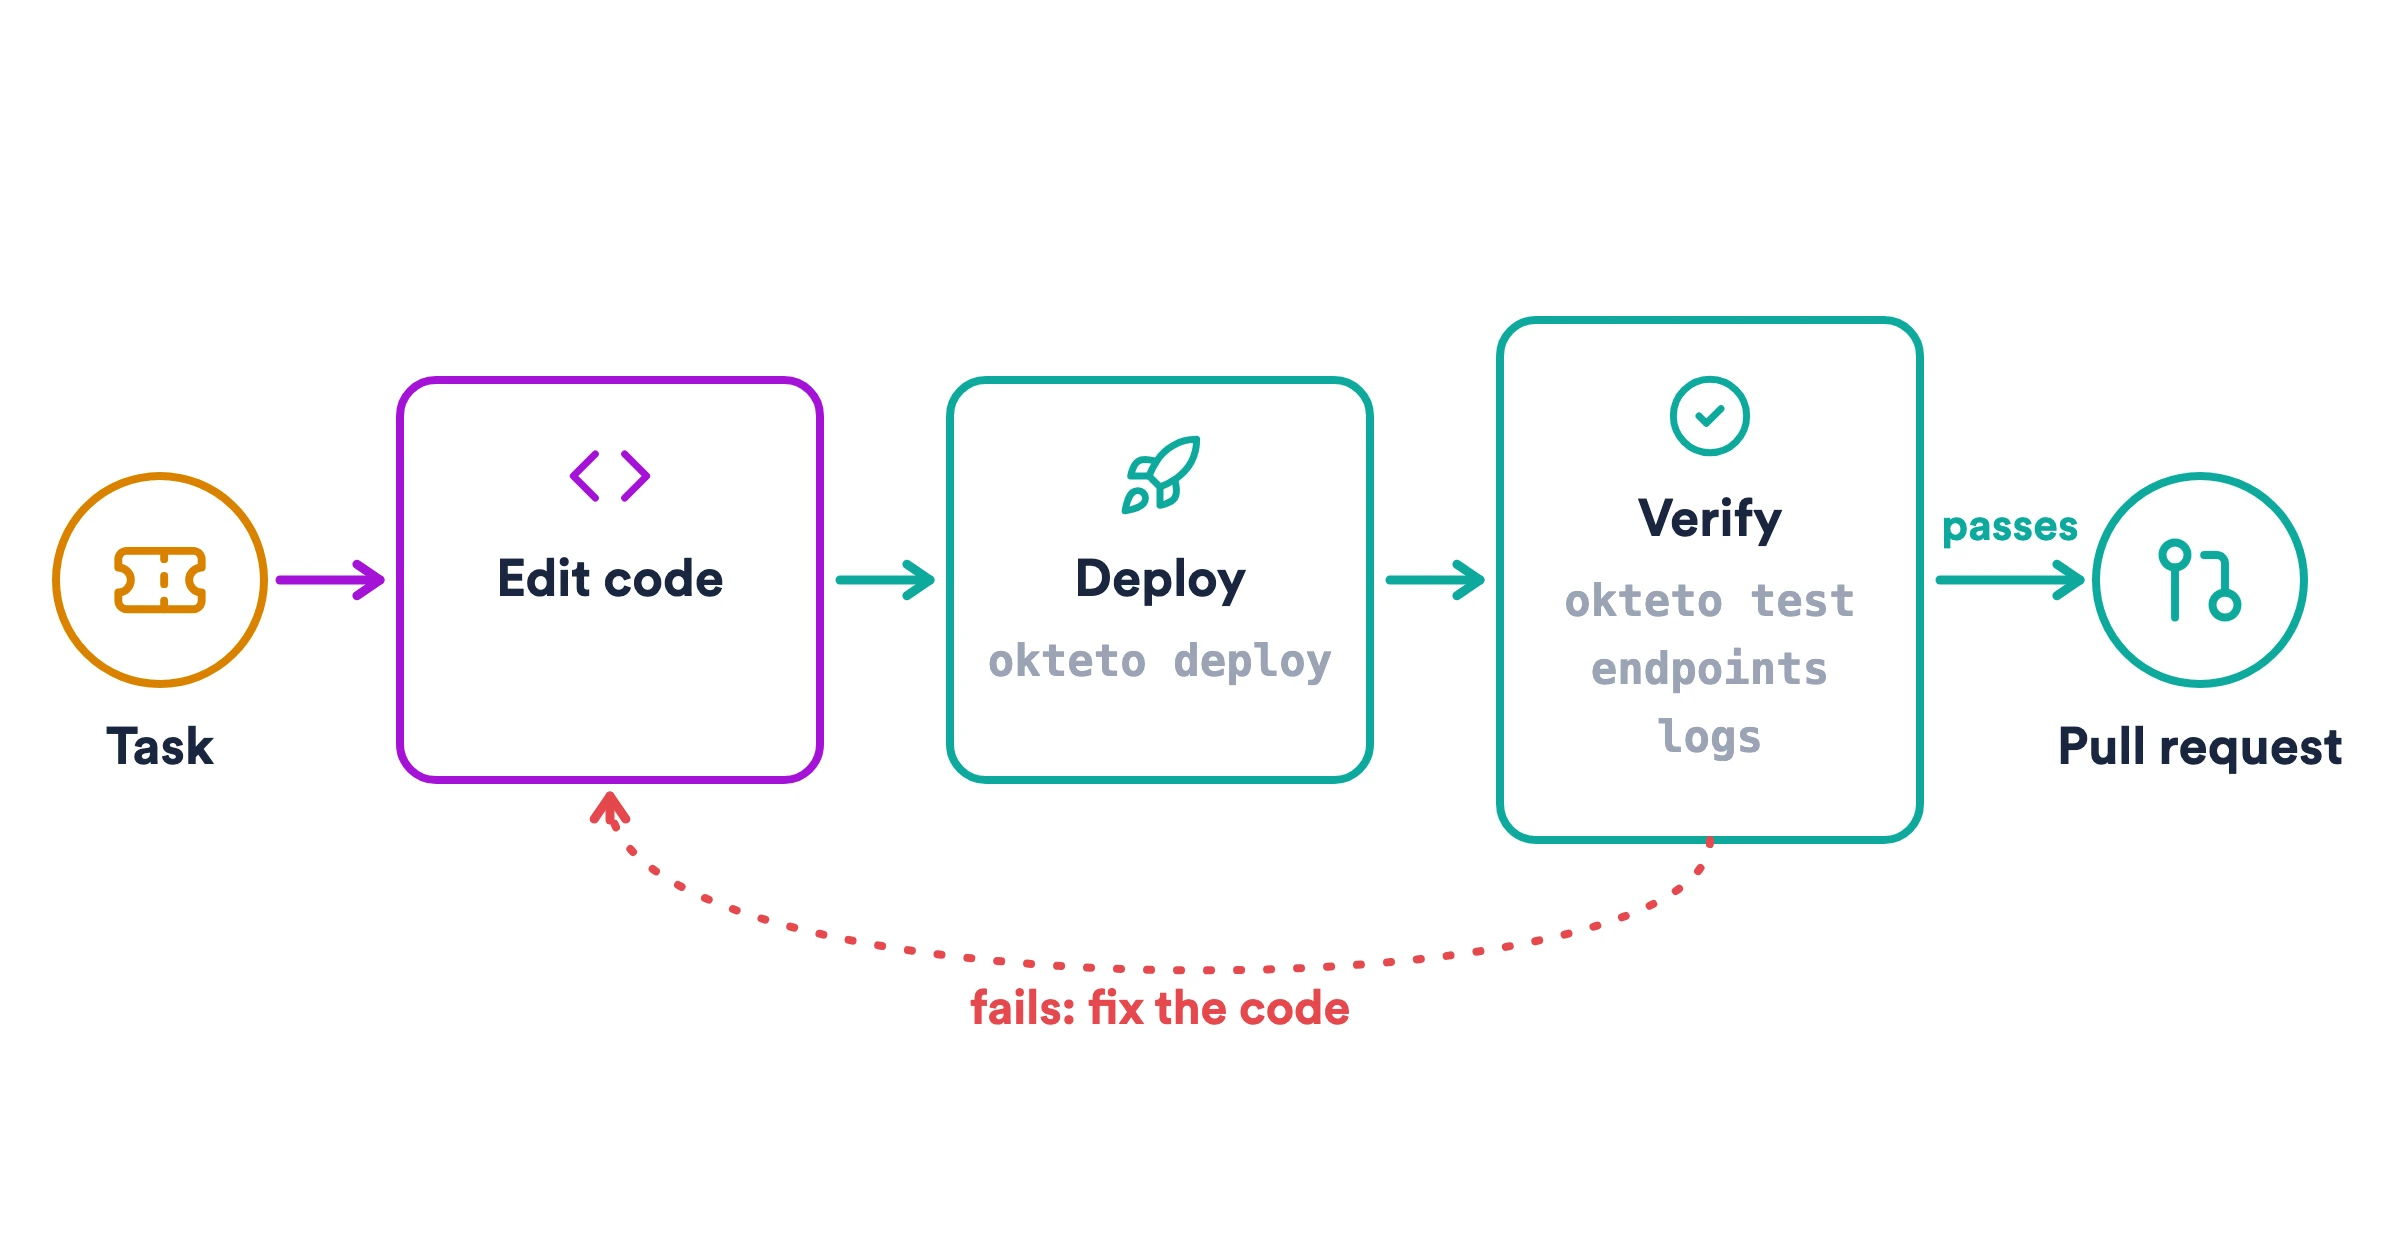 Task
Edit code
Deploy
okteto deploy
Verify
okteto test
endpoints
logs
passes
Pull request
fails: fix the code